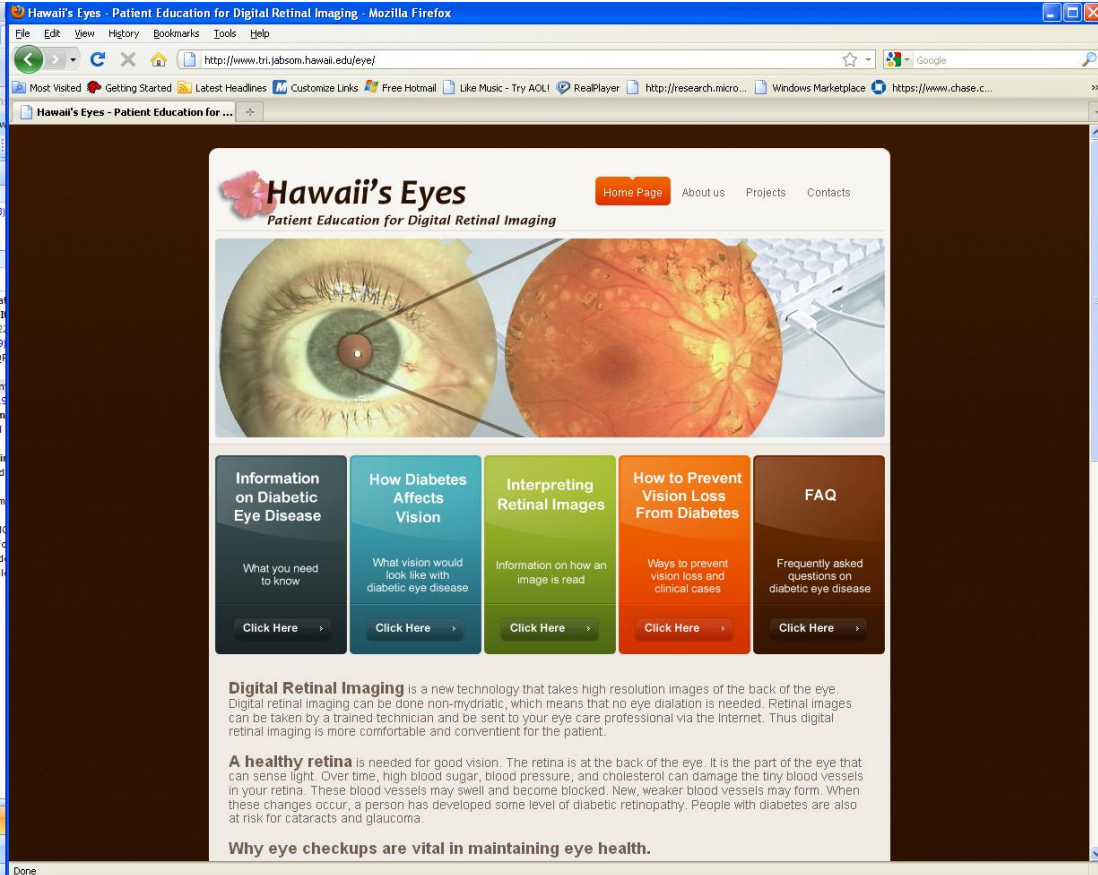 Hawaii's Eyes - Patient Education for Digital Retinal Imaging - Mozilla Firefox
File Edit View History Bookmarks Tools Help
http://www.tri.jabsom.hawaii.edu/eye/ Google
Most Visited Getting Started Latest Headlines Customize Links Free Hotmail Like Music - Try AOL! RealPlayer http://research.micro... Windows Marketplace https://www.chase.c...
Hawaii's Eyes - Patient Education for ...
Hawaii's Eyes
Patient Education for Digital Retinal Imaging
Home Page About us Projects Contacts
Information
on Diabetic
Eye Disease
What you need
to know
Click Here
How Diabetes
Affects
Vision
What vision would
look like with
diabetic eye disease
Click Here
Interpreting
Retinal Images
Information on how an
image is read
Click Here
How to Prevent
Vision Loss
From Diabetes
Ways to prevent
vision loss and
clinical cases
Click Here
FAQ
Frequently asked
questions on
diabetic eye disease
Click Here
Digital Retinal Imaging is a new technology that takes high resolution images of the back of the eye.
Digital retinal imaging can be done non-mydriatic, which means that no eye dialation is needed. Retinal images
can be taken by a trained technician and be sent to your eye care professional via the Internet. Thus digital
retinal imaging is more comfortable and conventient for the patient.
A healthy retina is needed for good vision. The retina is at the back of the eye. It is the part of the eye that
can sense light. Over time, high blood sugar, blood pressure, and cholesterol can damage the tiny blood vessels
in your retina. These blood vessels may swell and become blocked. New, weaker blood vessels may form. When
these changes occur, a person has developed some level of diabetic retinopathy. People with diabetes are also
at risk for cataracts and glaucoma.
Why eye checkups are vital in maintaining eye health.
Done